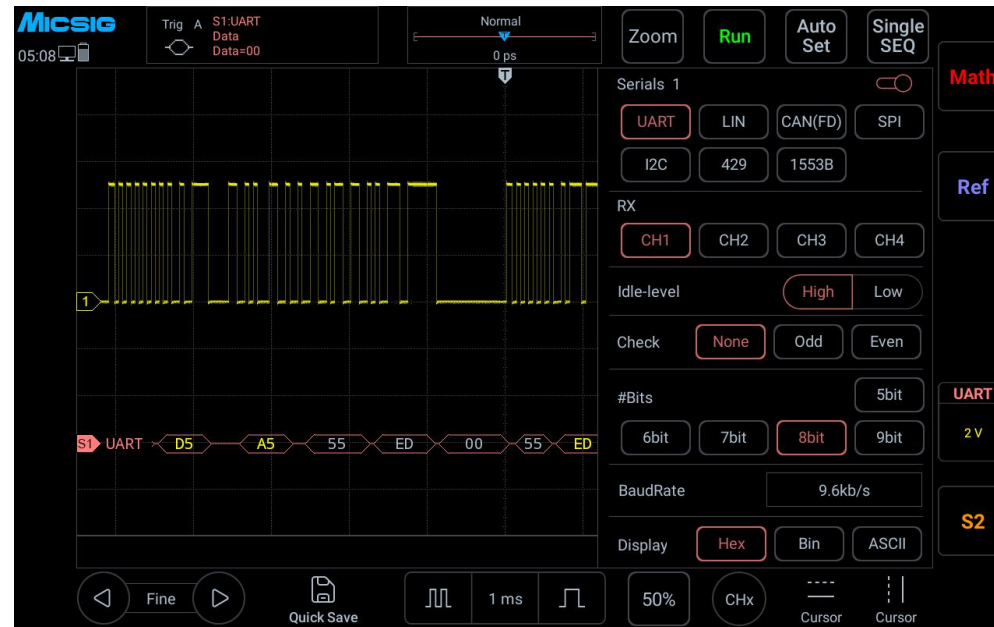 Micsig
05:08
Trig A S1:UART
Data
Data=00
Normal
0 ps
T
Zoom
Run
Auto Set
Single SEQ
Serials 1
Math
UART LIN CAN(FD) SPI
I2C 429 1553B
Ref
RX
CH1 CH2 CH3 CH4
1
Idle-level High Low
Check None Odd Even
#Bits 5bit
UART
2 V
6bit 7bit 8bit 9bit
S1 UART D5 A5 55 ED 00 55 ED
BaudRate 9.6kb/s
S2
Display Hex Bin ASCII
Fine
Quick Save
1 ms
50%
CHx
Cursor
Cursor